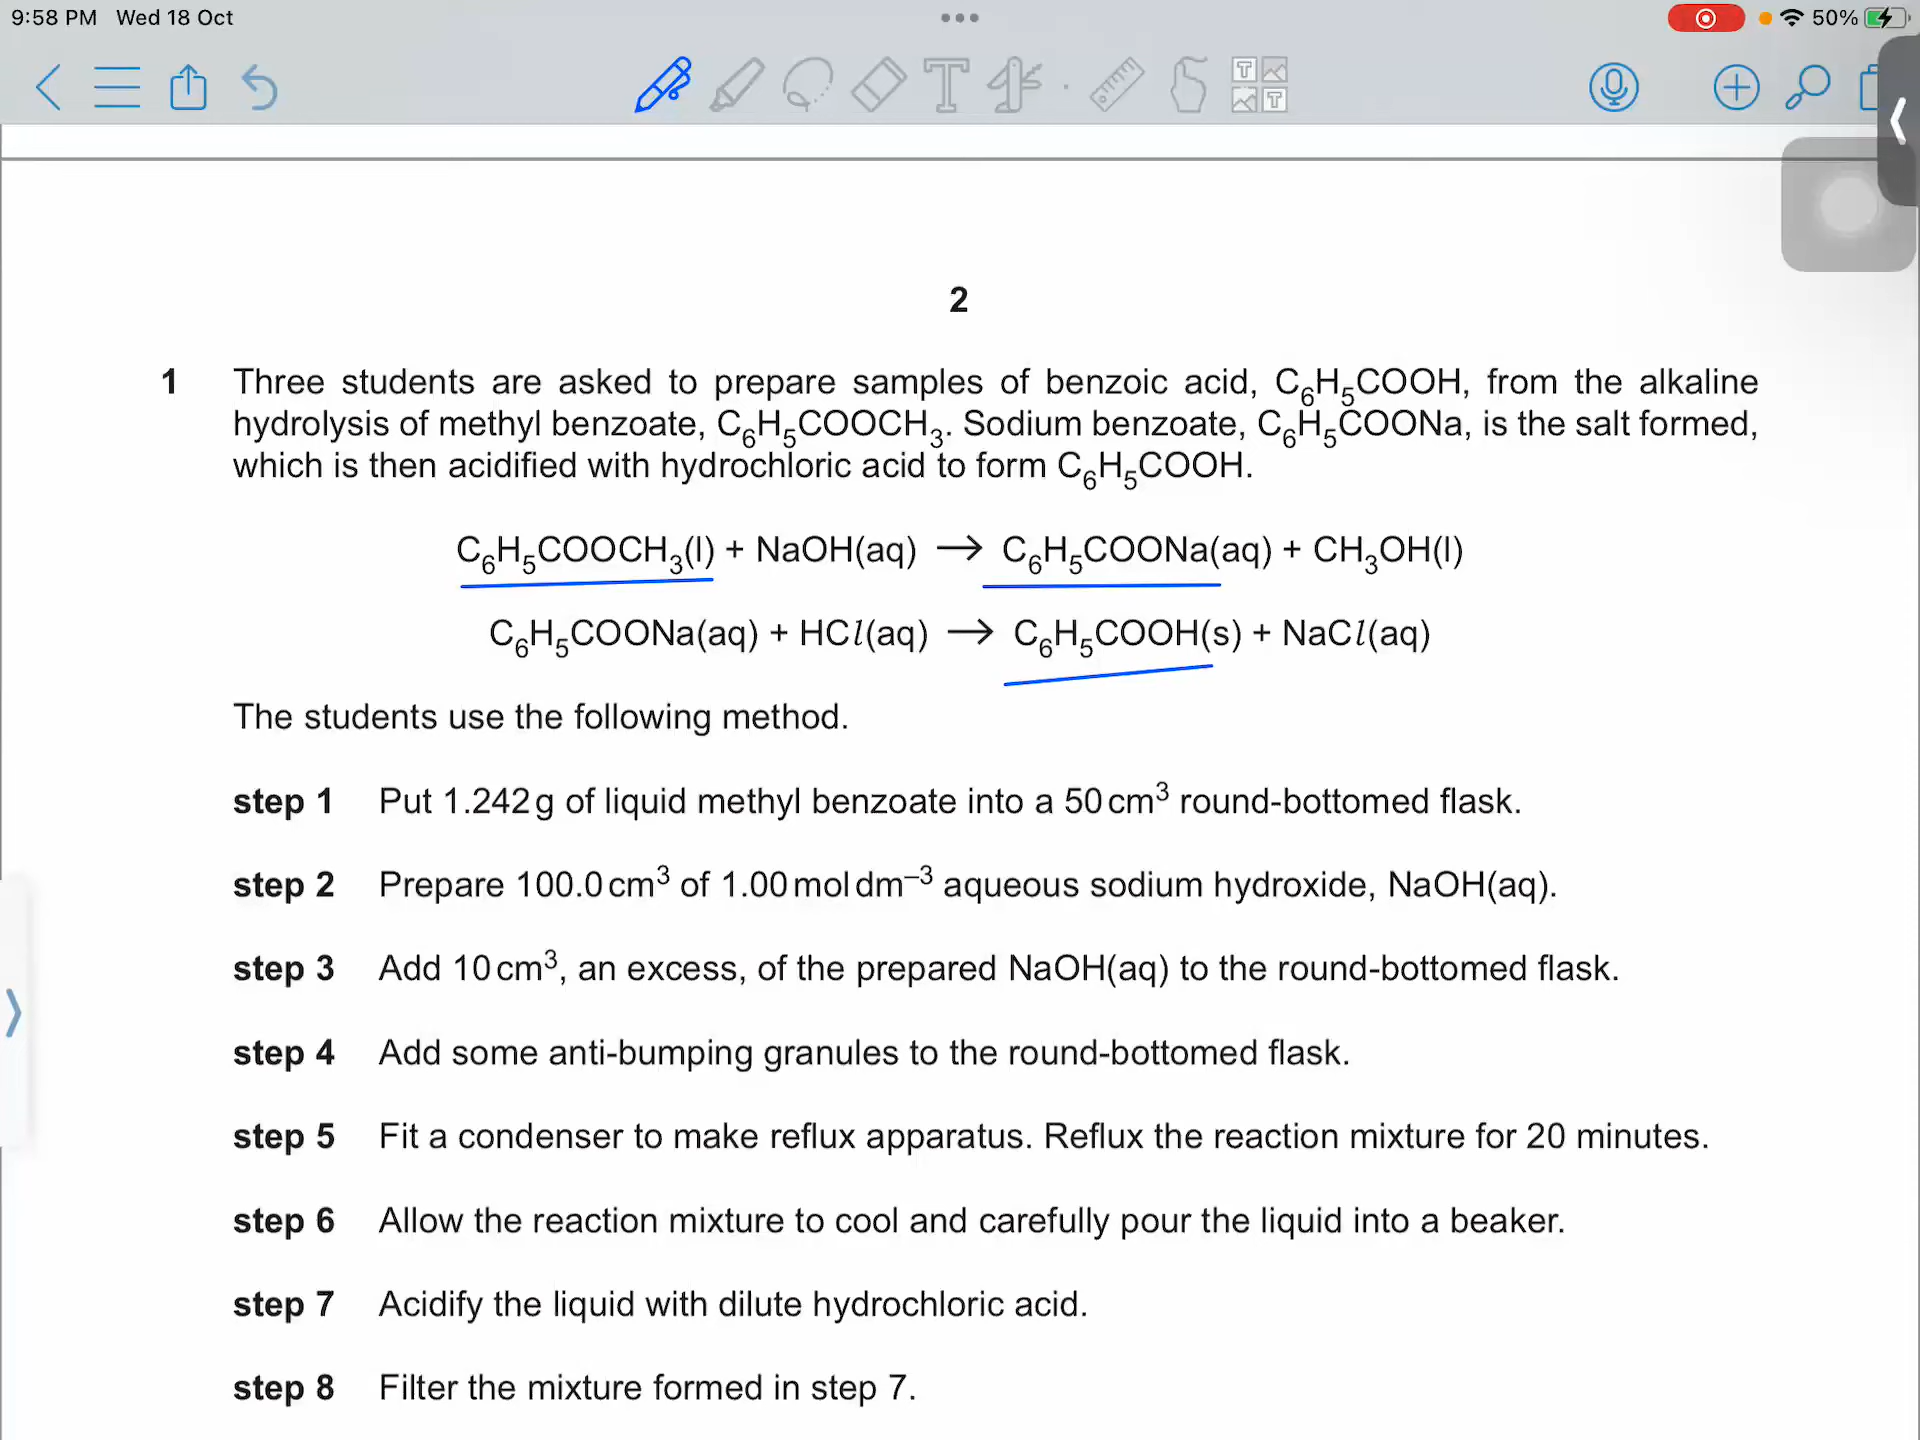 9:58 PM Wed 18 Oct
50%
2
1 Three students are asked to prepare samples of benzoic acid, C₆H₅COOH, from the alkaline
hydrolysis of methyl benzoate, C₆H₅COOCH₃. Sodium benzoate, C₆H₅COONa, is the salt formed,
which is then acidified with hydrochloric acid to form C₆H₅COOH.
C₆H₅COOCH₃(l) + NaOH(aq) → C₆H₅COONa(aq) + CH₃OH(l)
C₆H₅COONa(aq) + HCl(aq) → C₆H₅COOH(s) + NaCl(aq)
The students use the following method.
step 1 Put 1.242 g of liquid methyl benzoate into a 50 cm³ round-bottomed flask.
step 2 Prepare 100.0 cm³ of 1.00 mol dm⁻³ aqueous sodium hydroxide, NaOH(aq).
step 3 Add 10 cm³, an excess, of the prepared NaOH(aq) to the round-bottomed flask.
step 4 Add some anti-bumping granules to the round-bottomed flask.
step 5 Fit a condenser to make reflux apparatus. Reflux the reaction mixture for 20 minutes.
step 6 Allow the reaction mixture to cool and carefully pour the liquid into a beaker.
step 7 Acidify the liquid with dilute hydrochloric acid.
step 8 Filter the mixture formed in step 7.